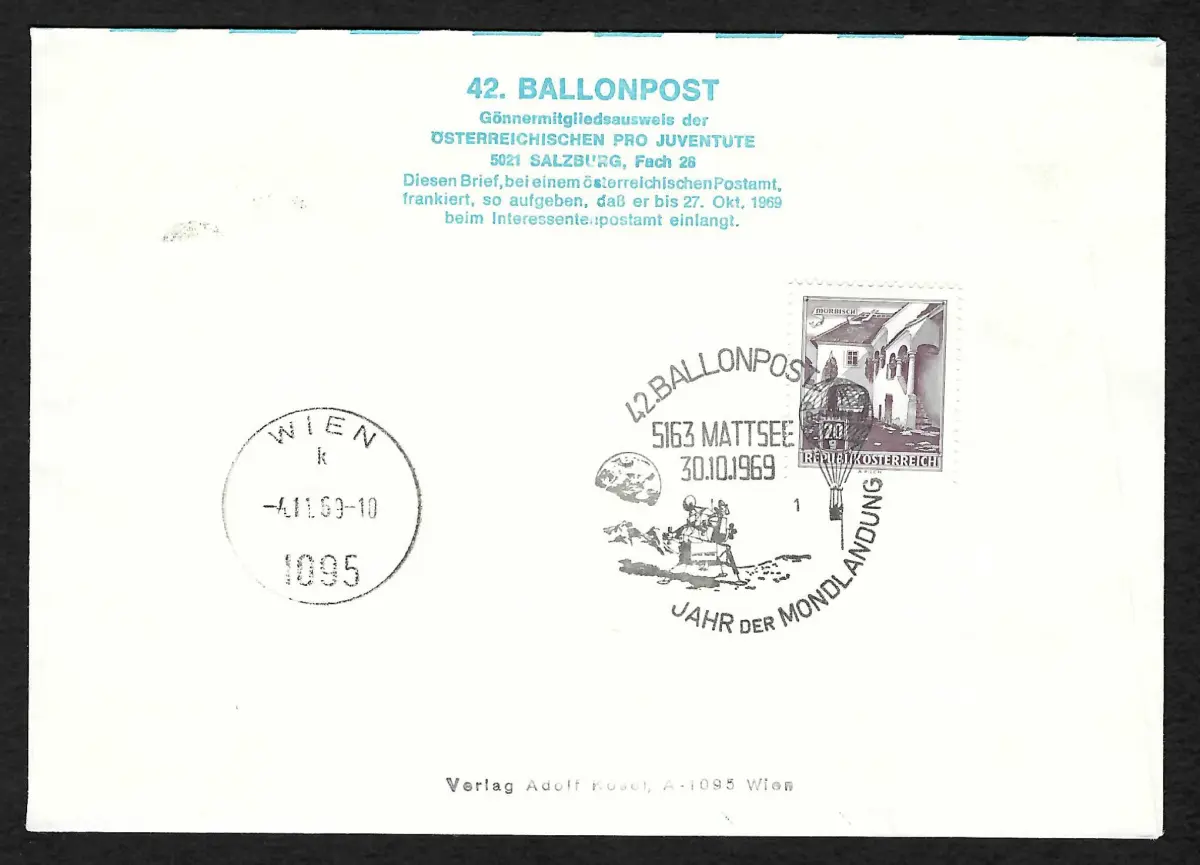 42. BALLONPOST
Gönnermitgliedsausweis der
ÖSTERREICHISCHEN PRO JUVENTUTE
5021 SALZBURG, Fach 26
Diesen Brief, bei einem österreichischen Postamt,
frankiert, so aufgeben, daß er bis 27. Okt. 1969
beim Interessentenpostamt einlangt.
MÖRBISCH
20
REPUBLIK ÖSTERREICH
42.BALLONPOST
5163 MATTSEE
30.10.1969
1
JAHR DER MONDLANDUNG
WIEN
k
-4.11.69-10
1095
Verlag Adolf Kosel, A-1095 Wien